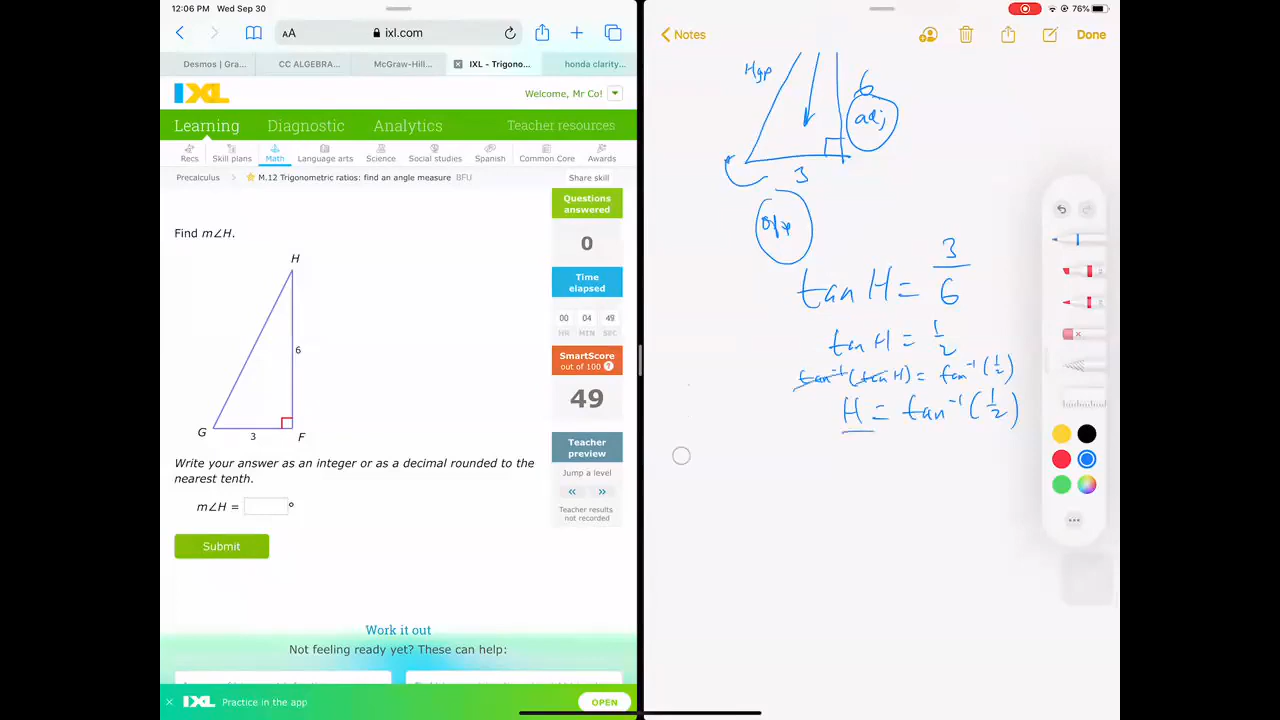 12:06 PM Wed Sep 30
76%
AA
ixl.com
Desmos | Gra...
CC ALGEBRA...
McGraw-Hill...
IXL - Trigono...
honda clarity...
IXL
Welcome, Mr Co!
Learning
Diagnostic
Analytics
Teacher resources
Recs
Skill plans
Math
Language arts
Science
Social studies
Spanish
Common Core
Awards
Precalculus > M.12 Trigonometric ratios: find an angle measure BFU
Share skill
Find m∠H.
H
6
G
3
F
Write your answer as an integer or as a decimal rounded to the
nearest tenth.
m∠H = °
Submit
Questions
answered
0
Time
elapsed
00 04 49
HR MIN SEC
SmartScore
out of 100 ?
49
Teacher
preview
Jump a level
<< >>
Teacher results
not recorded
Work it out
Not feeling ready yet? These can help:
× IXL Practice in the app
OPEN
Notes
Done
Hyp
6
adj
3
opp
tan H = 3/6
tan H = 1/2
tan⁻¹(tan H) = tan⁻¹(1/2)
H = tan⁻¹(1/2)